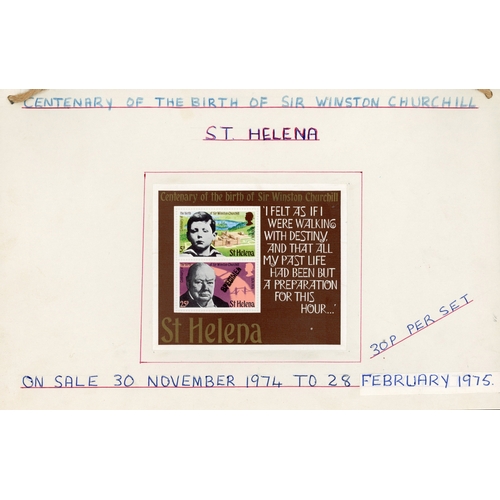 CENTENARY OF THE BIRTH OF SIR WINSTON CHURCHILL
ST. HELENA
Centenary of the birth of Sir Winston Churchill
'I FELT AS IF I
WERE WALKING
WITH DESTINY,
AND THAT ALL
MY PAST LIFE
HAD BEEN BUT
A PREPARATION
FOR THIS
HOUR...'
5p
St Helena
SPECIMEN
25p
St Helena
St Helena
30P PER SET
ON SALE 30 NOVEMBER 1974 TO 28 FEBRUARY 1975.